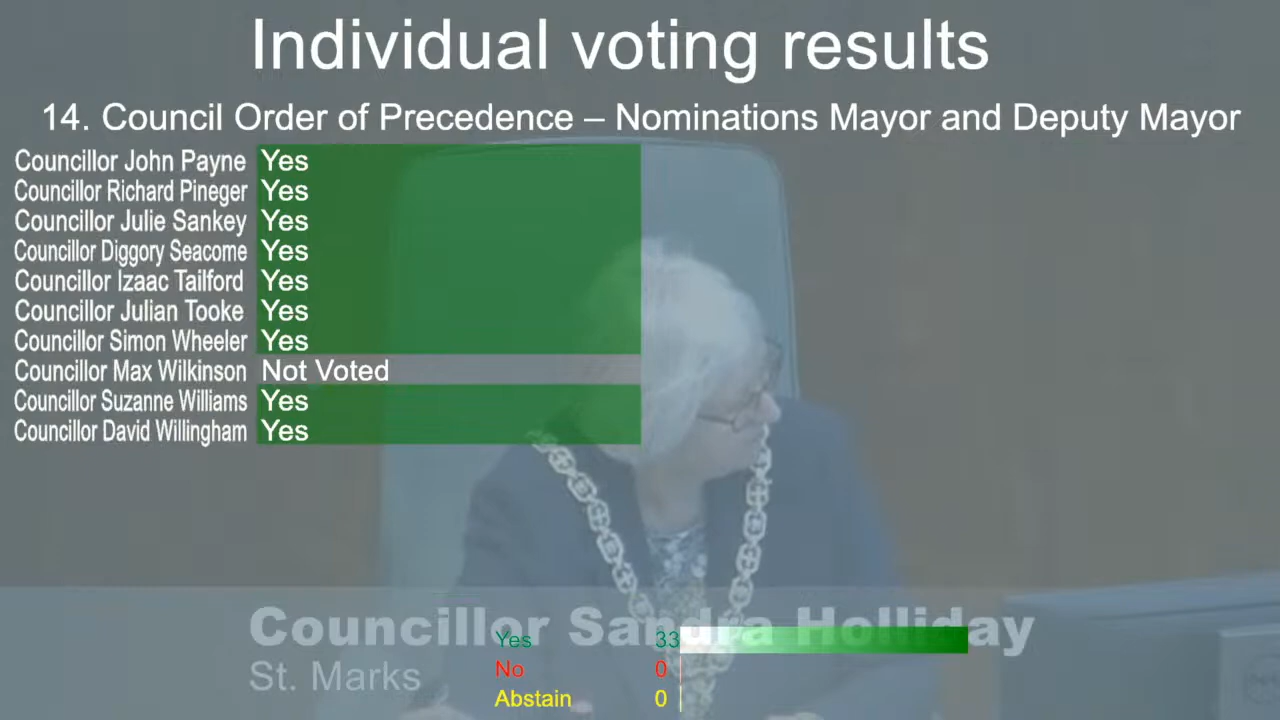 Individual voting results
14. Council Order of Precedence – Nominations Mayor and Deputy Mayor
Councillor John Payne Yes
Councillor Richard Pineger Yes
Councillor Julie Sankey Yes
Councillor Diggory Seacome Yes
Councillor Izaac Tailford Yes
Councillor Julian Tooke Yes
Councillor Simon Wheeler Yes
Councillor Max Wilkinson Not Voted
Councillor Suzanne Williams Yes
Councillor David Willingham Yes
Councillor Sandra Holliday
St. Marks
Yes 33
No 0
Abstain 0